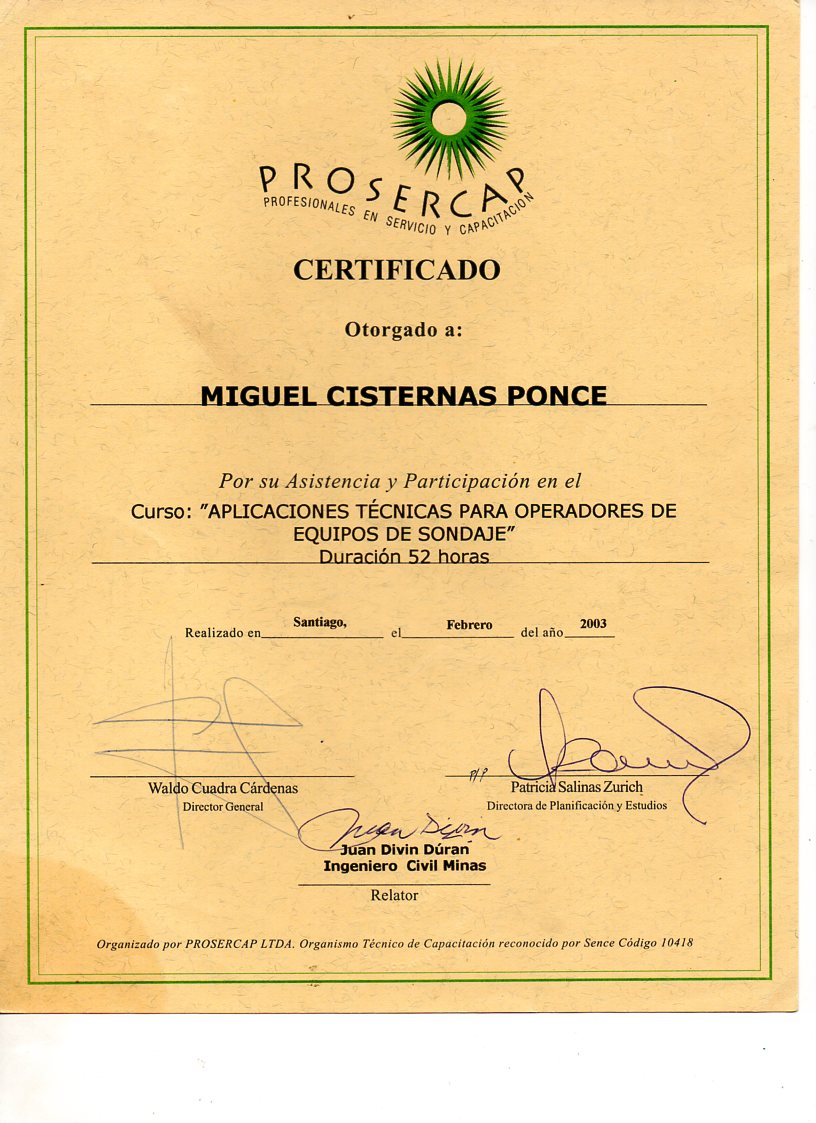 PROSERCAP
PROFESIONALES EN SERVICIO Y CAPACITACION
CERTIFICADO
Otorgado a:
MIGUEL CISTERNAS PONCE
Por su Asistencia y Participación en el
Curso: ”APLICACIONES TÉCNICAS PARA OPERADORES DE
EQUIPOS DE SONDAJE”
Duración 52 horas
Realizado en Santiago, el Febrero del año 2003
P/P
Waldo Cuadra Cárdenas
Patricia Salinas Zurich
Director General
Directora de Planificación y Estudios
Juan Divin
Juan Divin Dúran
Ingeniero Civil Minas
Relator
Organizado por PROSERCAP LTDA. Organismo Técnico de Capacitación reconocido por Sence Código 10418